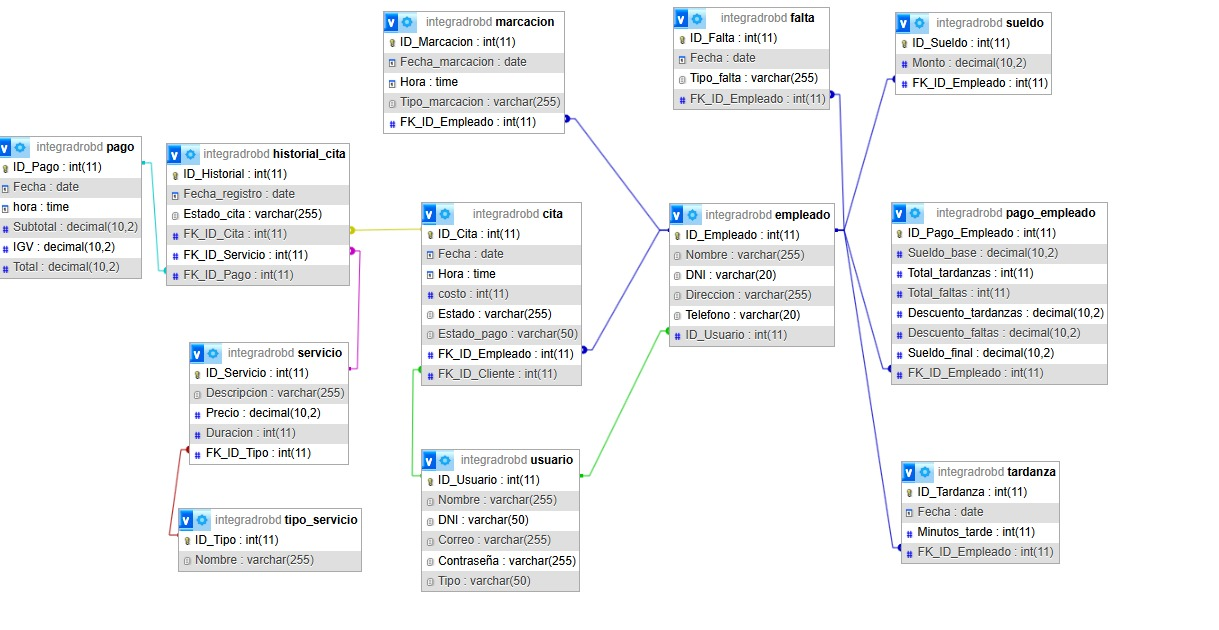 integradrobd marcacion
ID_Marcacion : int(11)
Fecha_marcacion : date
Hora : time
Tipo_marcacion : varchar(255)
FK_ID_Empleado : int(11)
integradrobd falta
ID_Falta : int(11)
Fecha : date
Tipo_falta : varchar(255)
FK_ID_Empleado : int(11)
integradrobd sueldo
ID_Sueldo : int(11)
Monto : decimal(10,2)
FK_ID_Empleado : int(11)
integradrobd pago
ID_Pago : int(11)
Fecha : date
hora : time
Subtotal : decimal(10,2)
IGV : decimal(10,2)
Total : decimal(10,2)
integradrobd historial_cita
ID_Historial : int(11)
Fecha_registro : date
Estado_cita : varchar(255)
FK_ID_Cita : int(11)
FK_ID_Servicio : int(11)
FK_ID_Pago : int(11)
integradrobd cita
ID_Cita : int(11)
Fecha : date
Hora : time
costo : int(11)
Estado : varchar(255)
Estado_pago : varchar(50)
FK_ID_Empleado : int(11)
FK_ID_Cliente : int(11)
integradrobd empleado
ID_Empleado : int(11)
Nombre : varchar(255)
DNI : varchar(20)
Direccion : varchar(255)
Telefono : varchar(20)
ID_Usuario : int(11)
integradrobd pago_empleado
ID_Pago_Empleado : int(11)
Sueldo_base : decimal(10,2)
Total_tardanzas : int(11)
Total_faltas : int(11)
Descuento_tardanzas : decimal(10,2)
Descuento_faltas : decimal(10,2)
Sueldo_final : decimal(10,2)
FK_ID_Empleado : int(11)
integradrobd servicio
ID_Servicio : int(11)
Descripcion : varchar(255)
Precio : decimal(10,2)
Duracion : int(11)
FK_ID_Tipo : int(11)
integradrobd usuario
ID_Usuario : int(11)
Nombre : varchar(255)
DNI : varchar(50)
Correo : varchar(255)
Contraseña : varchar(255)
Tipo : varchar(50)
integradrobd tardanza
ID_Tardanza : int(11)
Fecha : date
Minutos_tarde : int(11)
FK_ID_Empleado : int(11)
integradrobd tipo_servicio
ID_Tipo : int(11)
Nombre : varchar(255)